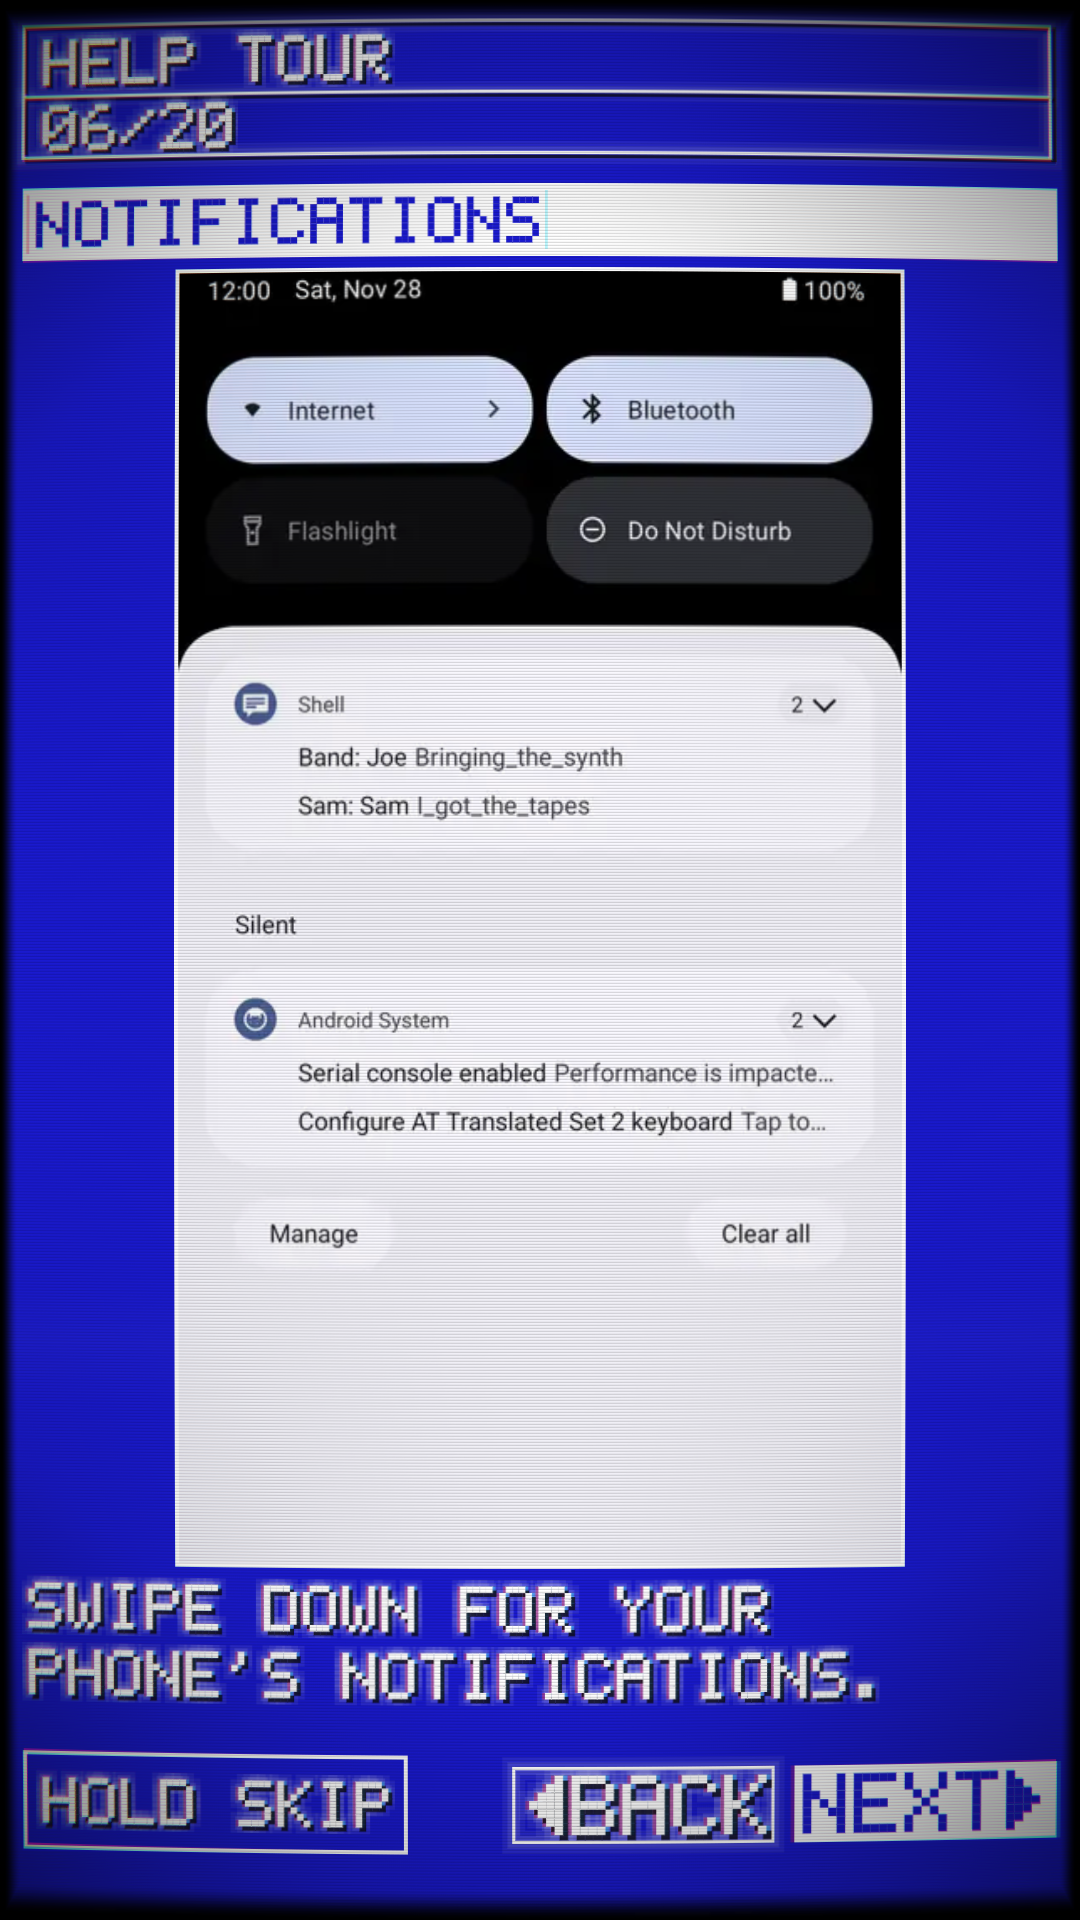 HELP TOUR
06/20
NOTIFICATIONS
12:00 Sat, Nov 28 100%
Internet
Bluetooth
Flashlight
Do Not Disturb
Shell 2
Band: Joe Bringing_the_synth
Sam: Sam I_got_the_tapes
Silent
Android System 2
Serial console enabled Performance is impacte...
Configure AT Translated Set 2 keyboard Tap to...
Manage Clear all
SWIPE DOWN FOR YOUR
PHONE'S NOTIFICATIONS.
HOLD SKIP BACK NEXT